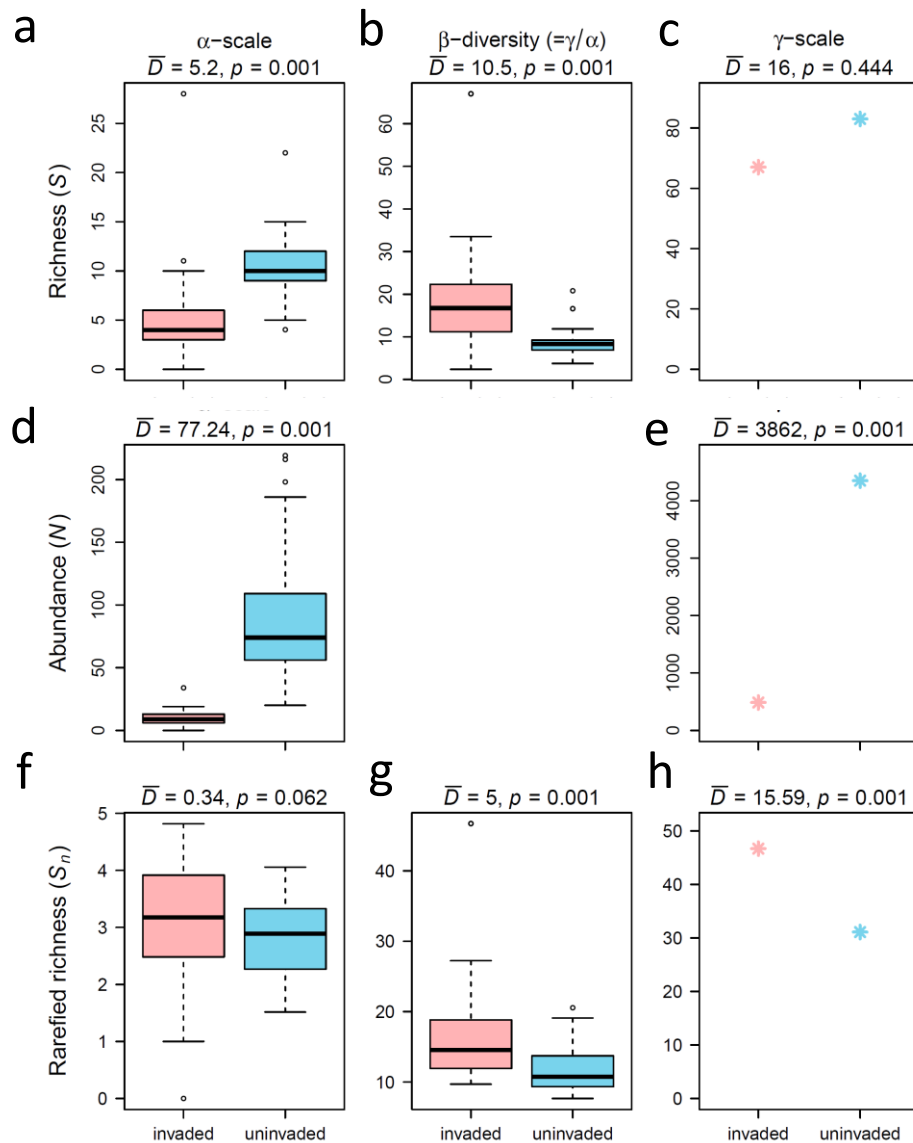 a
α−scale
D̅ = 5.2, p = 0.001
b
β−diversity (=γ/α)
D̅ = 10.5, p = 0.001
c
γ−scale
D̅ = 16, p = 0.444
Richness (S)
0 5 10 15 20 25
0 10 20 30 40 50 60
0 20 40 60 80
d
D̅ = 77.24, p = 0.001
e
D̅ = 3862, p = 0.001
Abundance (N)
0 50 100 150 200
0 1000 2000 3000 4000
f
D̅ = 0.34, p = 0.062
g
D̅ = 5, p = 0.001
h
D̅ = 15.59, p = 0.001
Rarefied richness (Sn)
0 1 2 3 4 5
10 20 30 40
0 10 20 30 40 50
invaded uninvaded
invaded uninvaded
invaded uninvaded